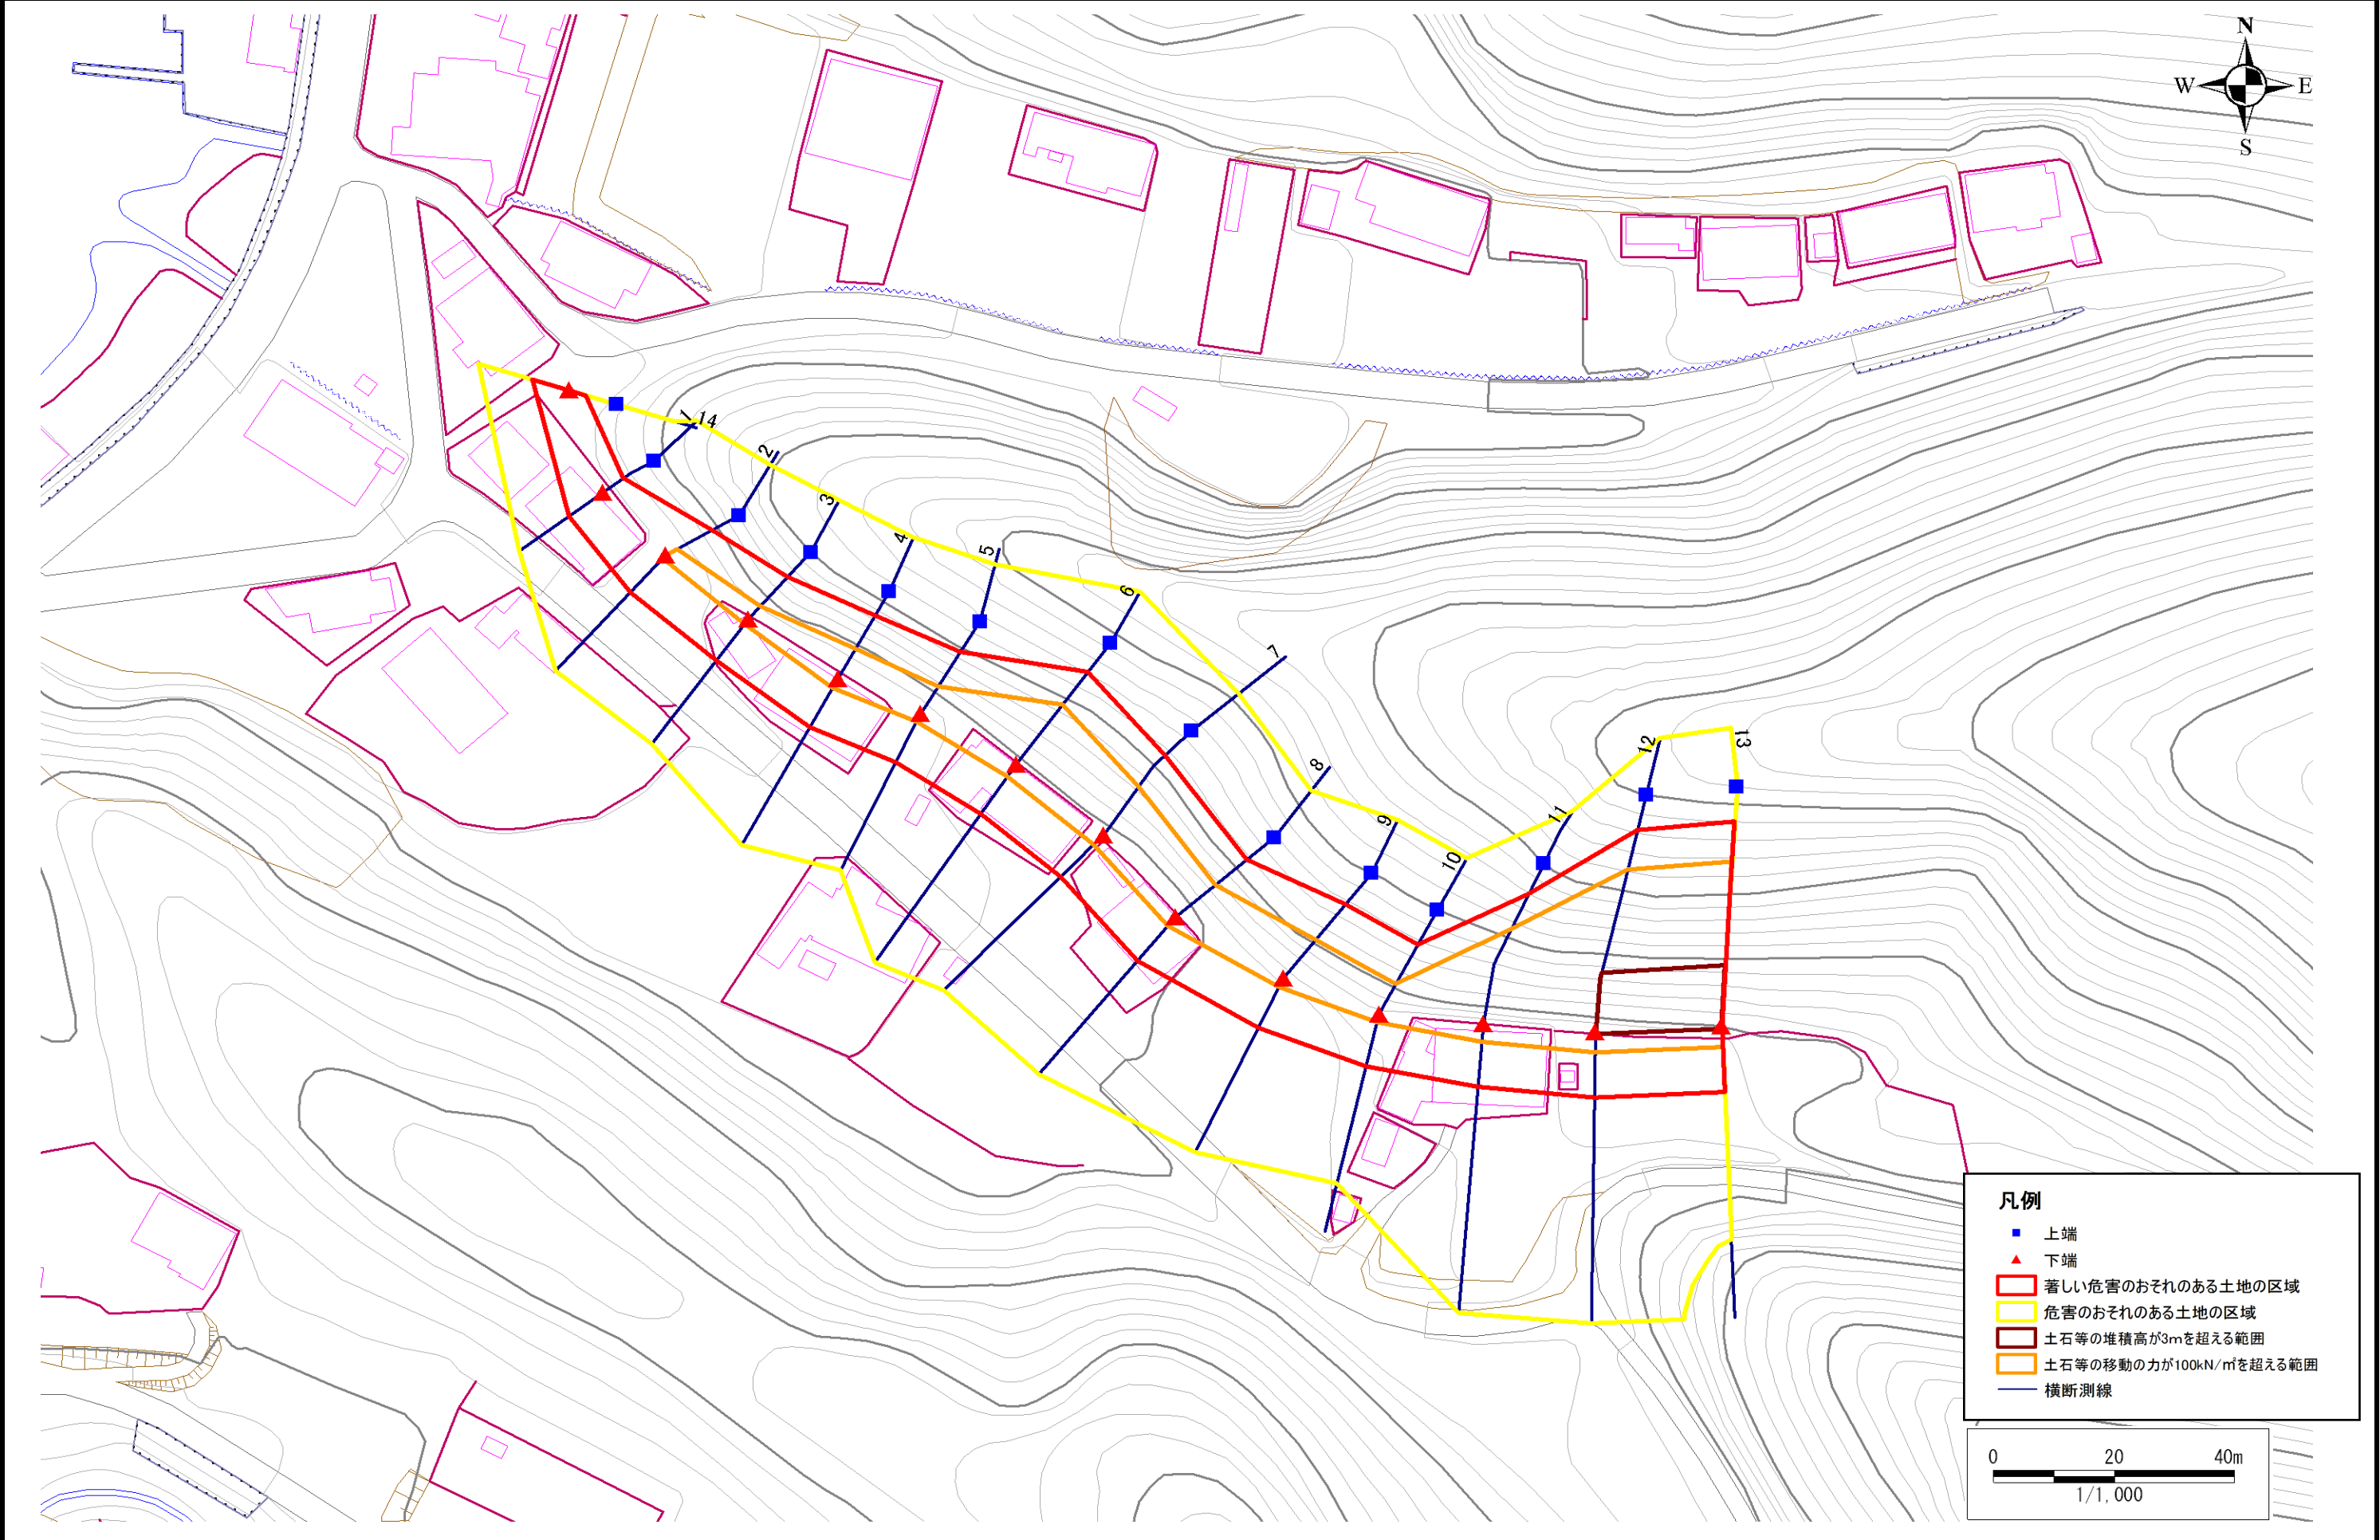 N
W E
S
1
14
2
3
4
5
6
7
8
9
10
11
12
13
凡例
上端
下端
著しい危害のおそれのある土地の区域
危害のおそれのある土地の区域
土石等の堆積高が3mを超える範囲
土石等の移動の力が100kN/㎡を超える範囲
横断測線
0 20 40m
1/1,000